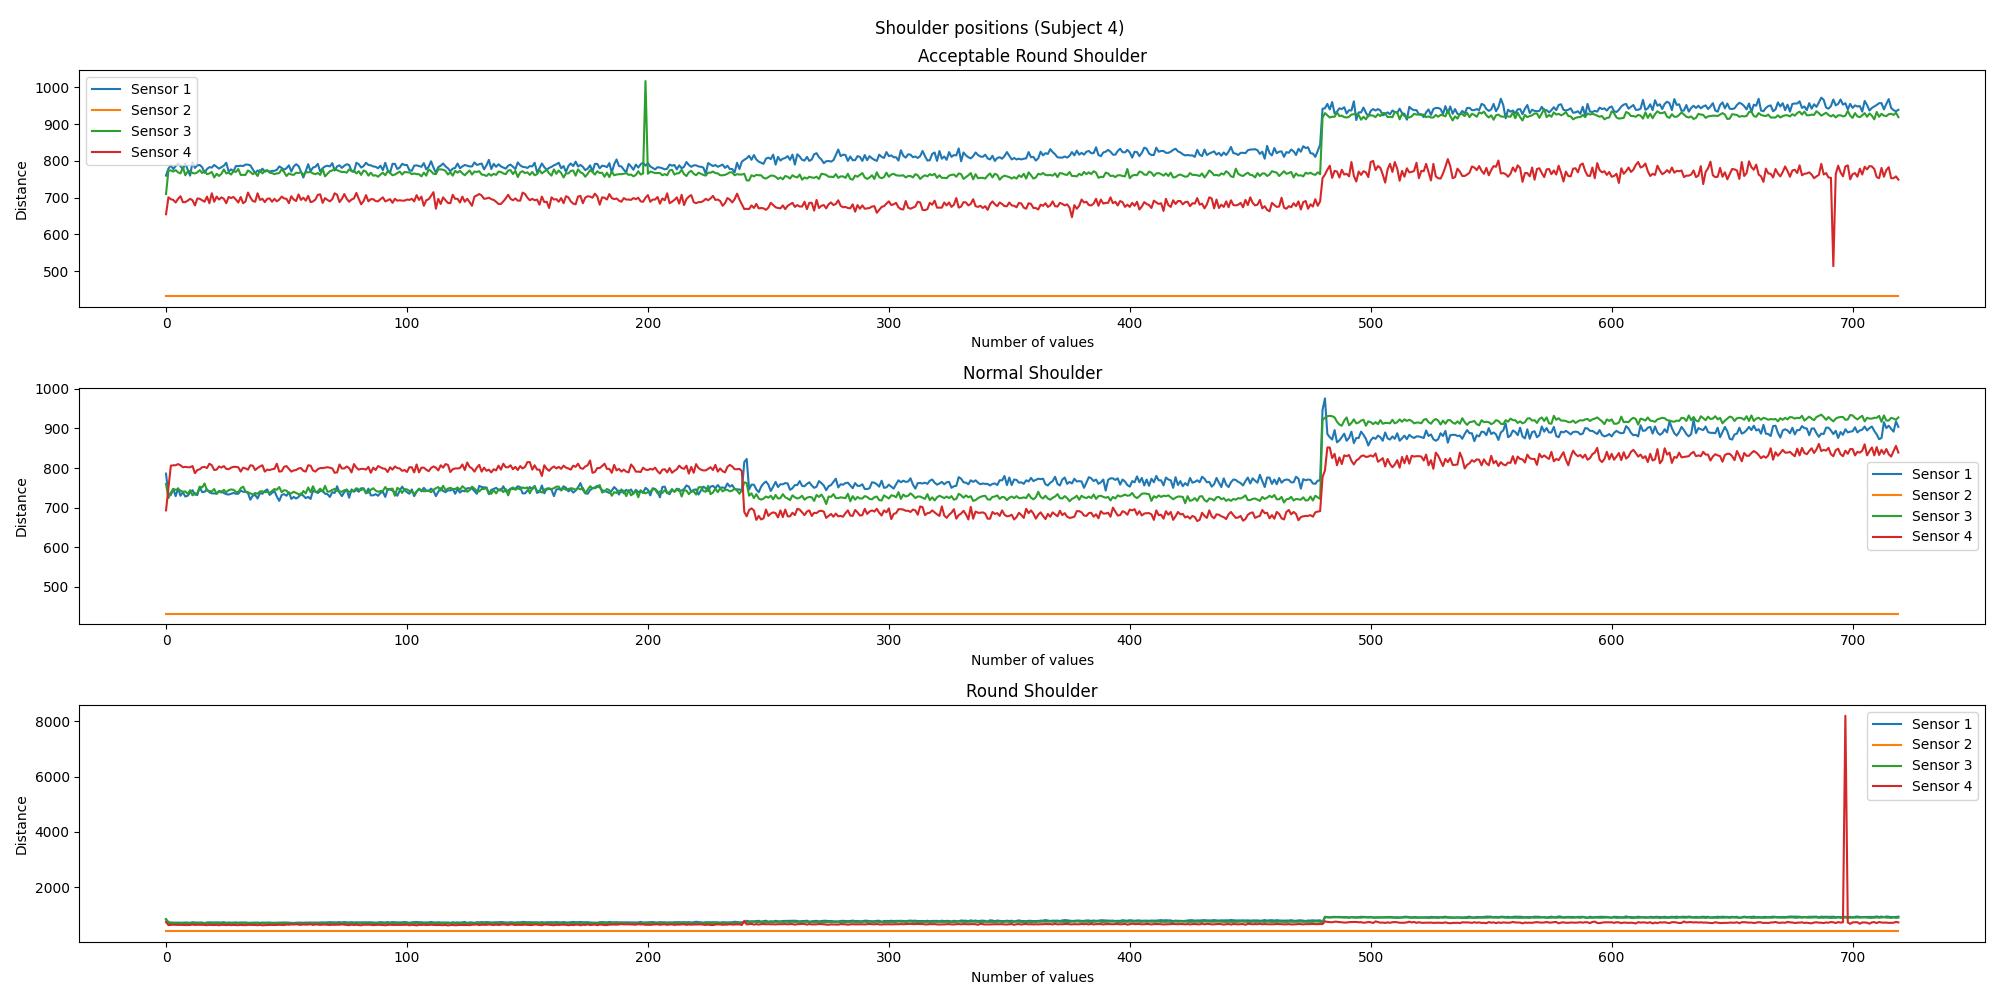 Shoulder positions (Subject 4)
Acceptable Round Shoulder
Distance
1000
900
800
700
600
500
Sensor 1
Sensor 2
Sensor 3
Sensor 4
0 100 200 300 400 500 600 700
Number of values
Normal Shoulder
Distance
1000
900
800
700
600
500
Sensor 1
Sensor 2
Sensor 3
Sensor 4
0 100 200 300 400 500 600 700
Number of values
Round Shoulder
Distance
8000
6000
4000
2000
Sensor 1
Sensor 2
Sensor 3
Sensor 4
0 100 200 300 400 500 600 700
Number of values